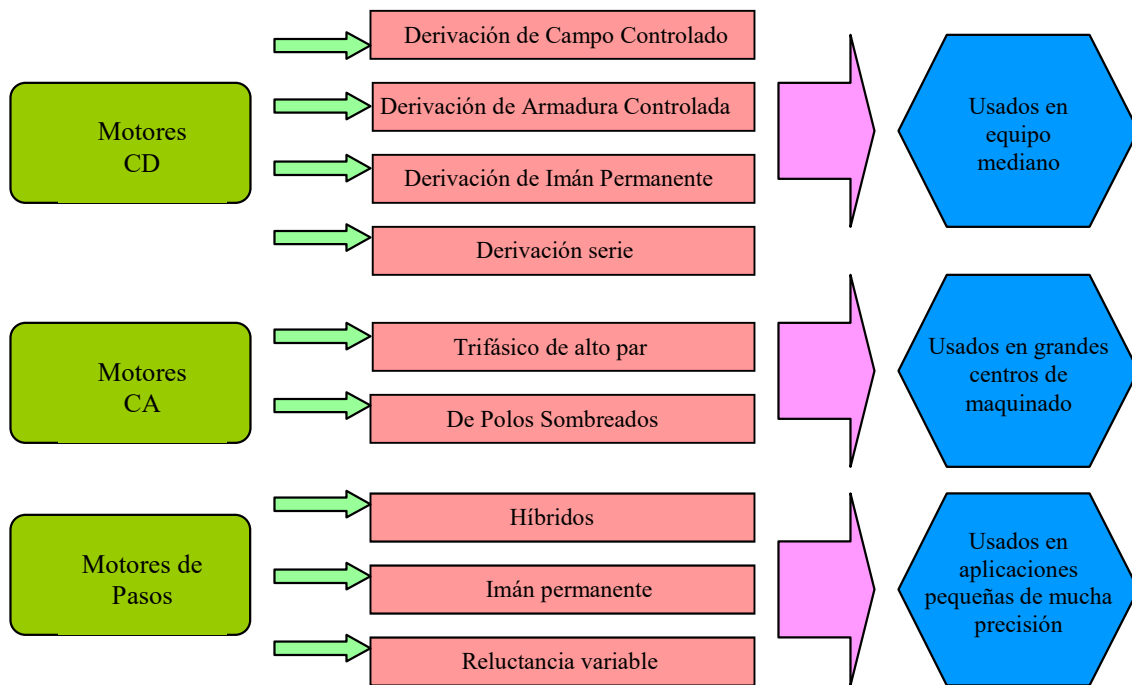 Motores
CD
Derivación de Campo Controlado
Derivación de Armadura Controlada
Derivación de Imán Permanente
Derivación serie
Usados en
equipo
mediano
Motores
CA
Trifásico de alto par
De Polos Sombreados
Usados en grandes
centros de
maquinado
Motores de
Pasos
Híbridos
Imán permanente
Reluctancia variable
Usados en
aplicaciones
pequeñas de mucha
precisión